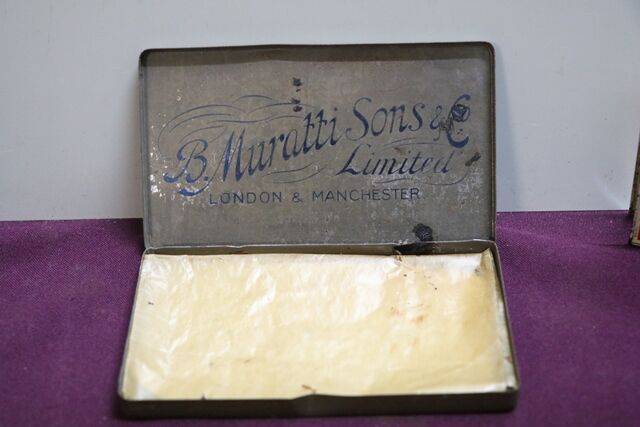 B. Muratti Sons & Co
Limited
LONDON & MANCHESTER